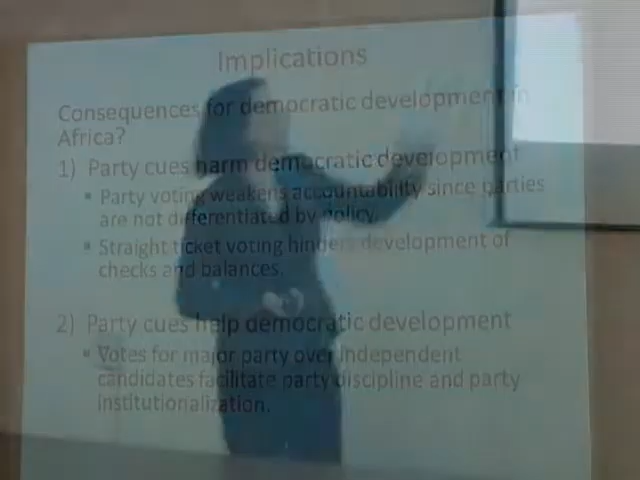 Implications
Consequences for democratic development in
Africa?
1) Party cues harm democratic development
▪ Party voting weakens accountability since parties
are not differentiated by policy.
▪ Straight ticket voting hinders development of
checks and balances.
2) Party cues help democratic development
▪ Votes for major party over independent
candidates facilitate party discipline and party
institutionalization.